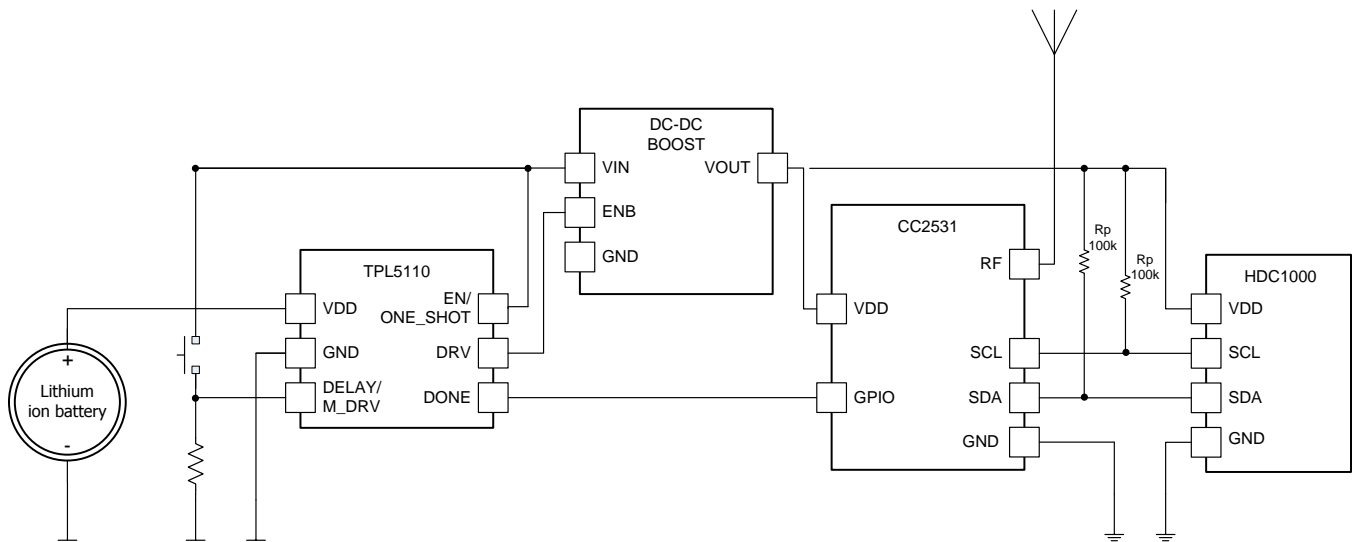 DC-DC
BOOST
VIN
VOUT
ENB
GND
TPL5110
VDD
EN/
ONE_SHOT
GND
DRV
DELAY/
M_DRV
DONE
+
Lithium
ion battery
-
CC2531
RF
VDD
SCL
GPIO
SDA
GND
Rp
100k
Rp
100k
HDC1000
VDD
SCL
SDA
GND